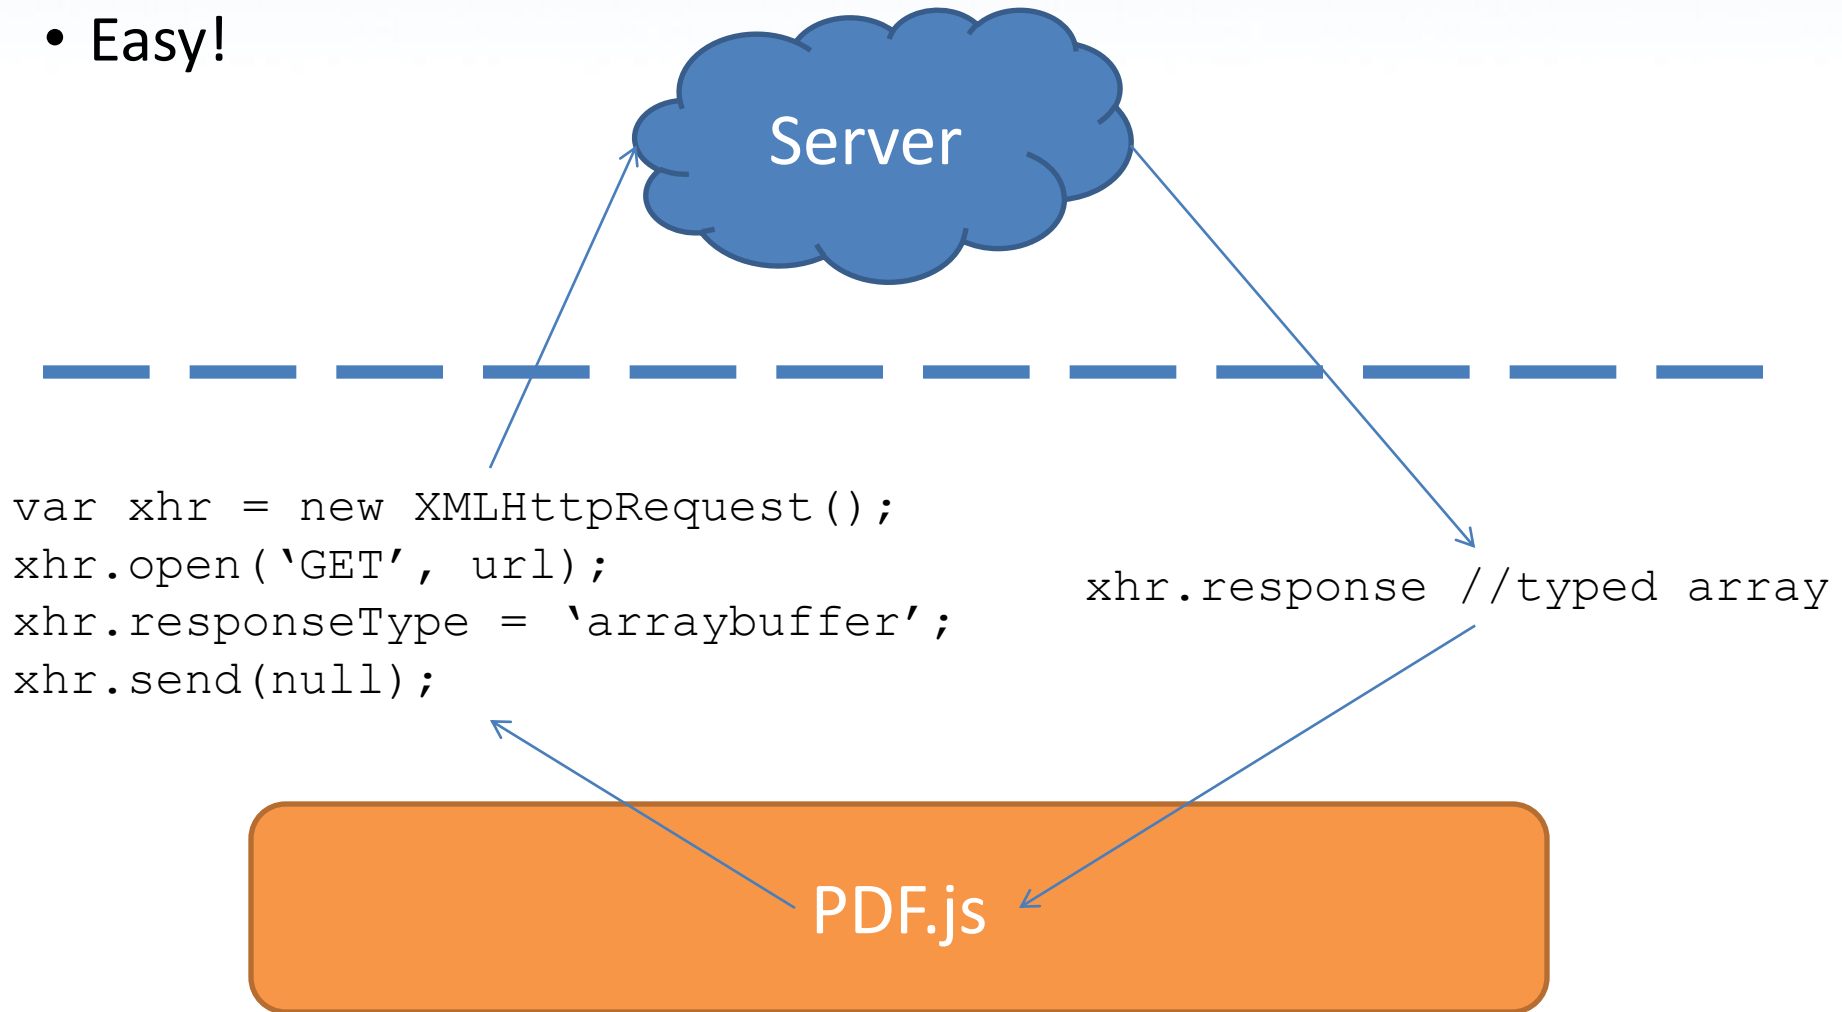 • Easy!
Server
var xhr = new XMLHttpRequest();
xhr.open(‘GET’, url);
xhr.responseType = ‘arraybuffer’;
xhr.send(null);
xhr.response //typed array
PDF.js